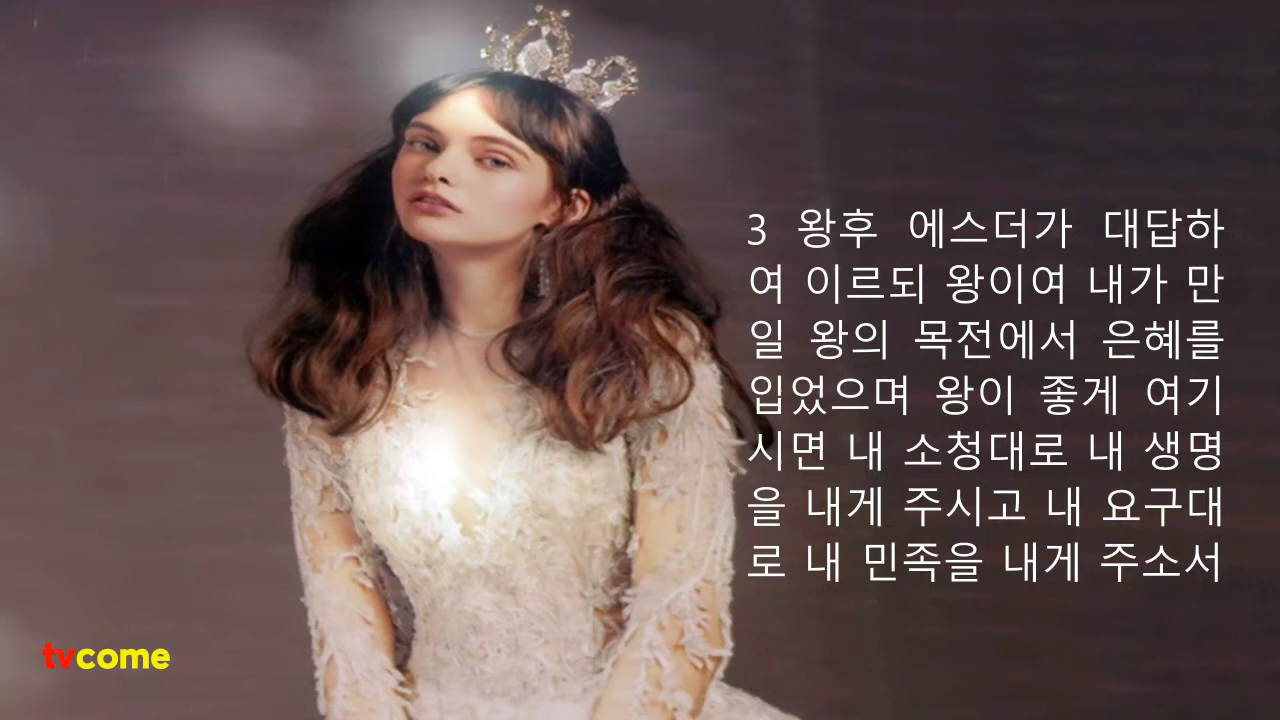 3 왕후 에스더가 대답하
여 이르되 왕이여 내가 만
일 왕의 목전에서 은혜를
입었으며 왕이 좋게 여기
시면 내 소청대로 내 생명
을 내게 주시고 내 요구대
로 내 민족을 내게 주소서
tvcome